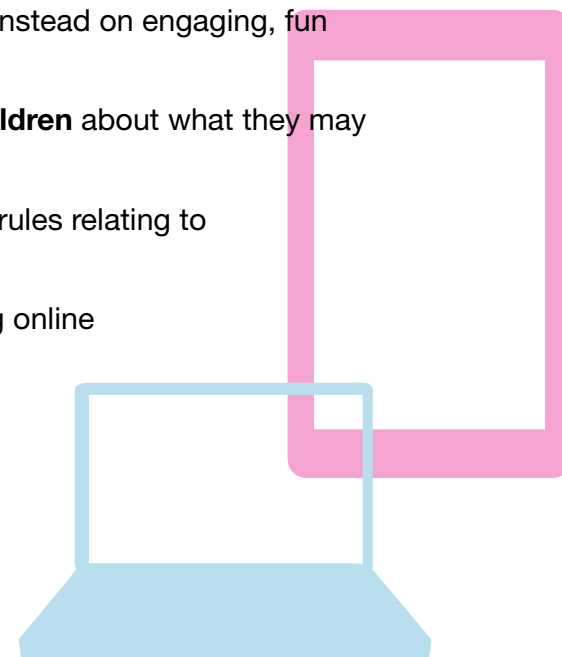 nstead on engaging, fun
ldren about what they may
rules relating to
g online